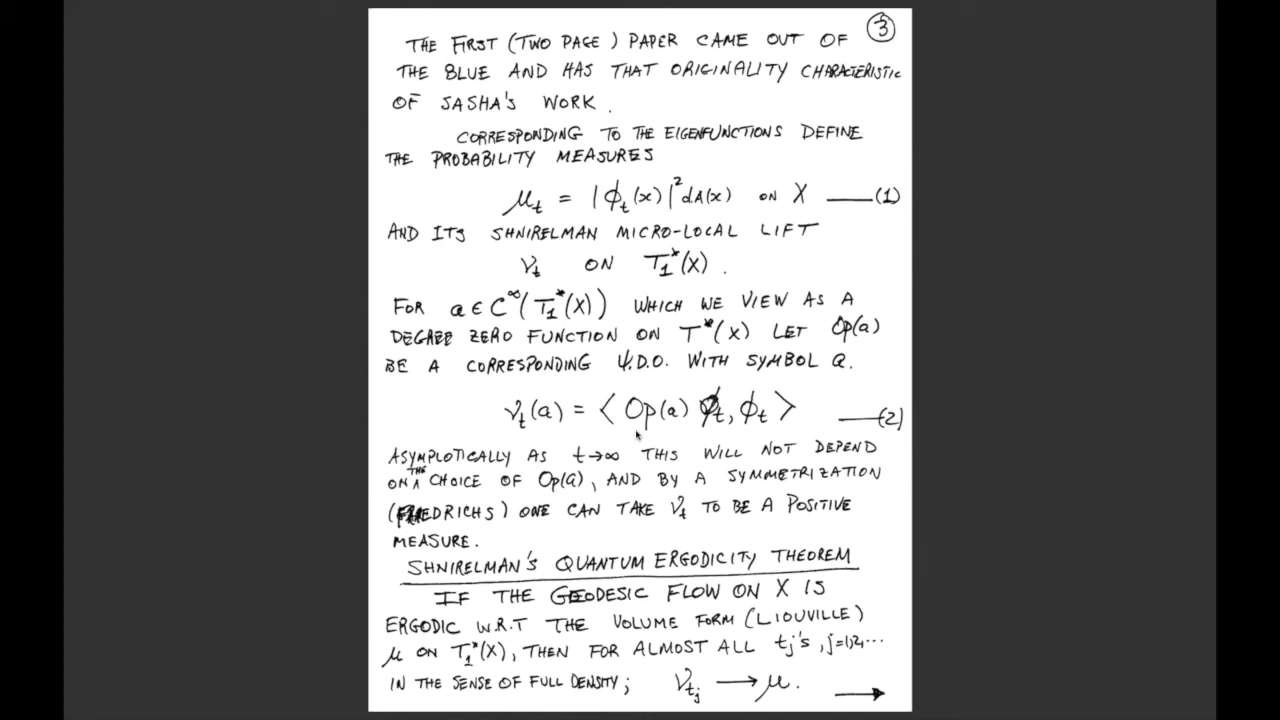 3
THE FIRST (TWO PAGE) PAPER CAME OUT OF
THE BLUE AND HAS THAT ORIGINALITY CHARACTERISTIC
OF SASHA'S WORK.
CORRESPONDING TO THE EIGENFUNCTIONS DEFINE
THE PROBABILITY MEASURES
μ_t = |ϕ_t(x)|² dA(x) ON X —(1)
AND ITS SHNIRELMAN MICRO-LOCAL LIFT
ν_t ON T₁*(X).
FOR a ∈ C^∞(T₁*(X)) WHICH WE VIEW AS A
DEGREE ZERO FUNCTION ON T*(X) LET Op(a)
BE A CORRESPONDING Ψ.D.O. WITH SYMBOL a.
ν_t(a) = ⟨Op(a) ϕ_t, ϕ_t⟩ —(2)
ASYMPLOTICALLY AS t→∞ THIS WILL NOT DEPEND
ON THE CHOICE OF Op(a), AND BY A SYMMETRIZATION
(FRIEDRICHS) ONE CAN TAKE ν_t TO BE A POSITIVE
MEASURE.
SHNIRELMAN'S QUANTUM ERGODICITY THEOREM
IF THE GEODESIC FLOW ON X IS
ERGODIC W.R.T THE VOLUME FORM (LIOUVILLE)
μ ON T₁*(X), THEN FOR ALMOST ALL t_j's, j=1,2,...
IN THE SENSE OF FULL DENSITY; ν_{t_j} → μ. →